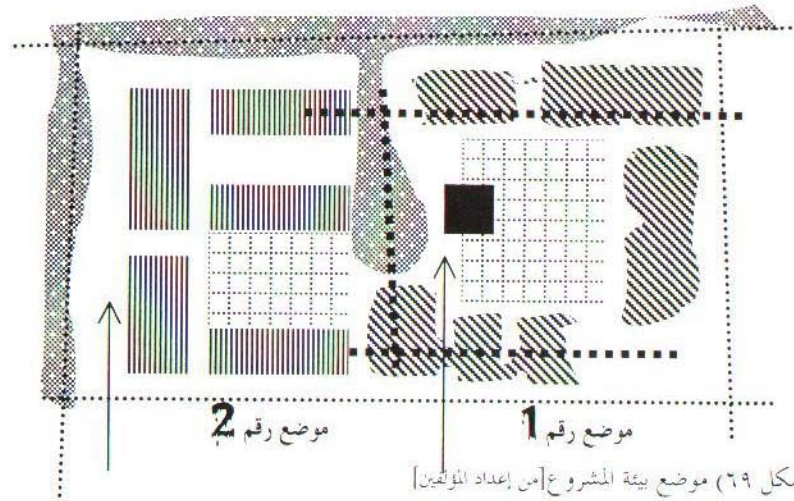 موضع رقم 1
موضع رقم 2
شكل ٦٩) موضع بيئة المشروع [من إعداد المؤلفين]